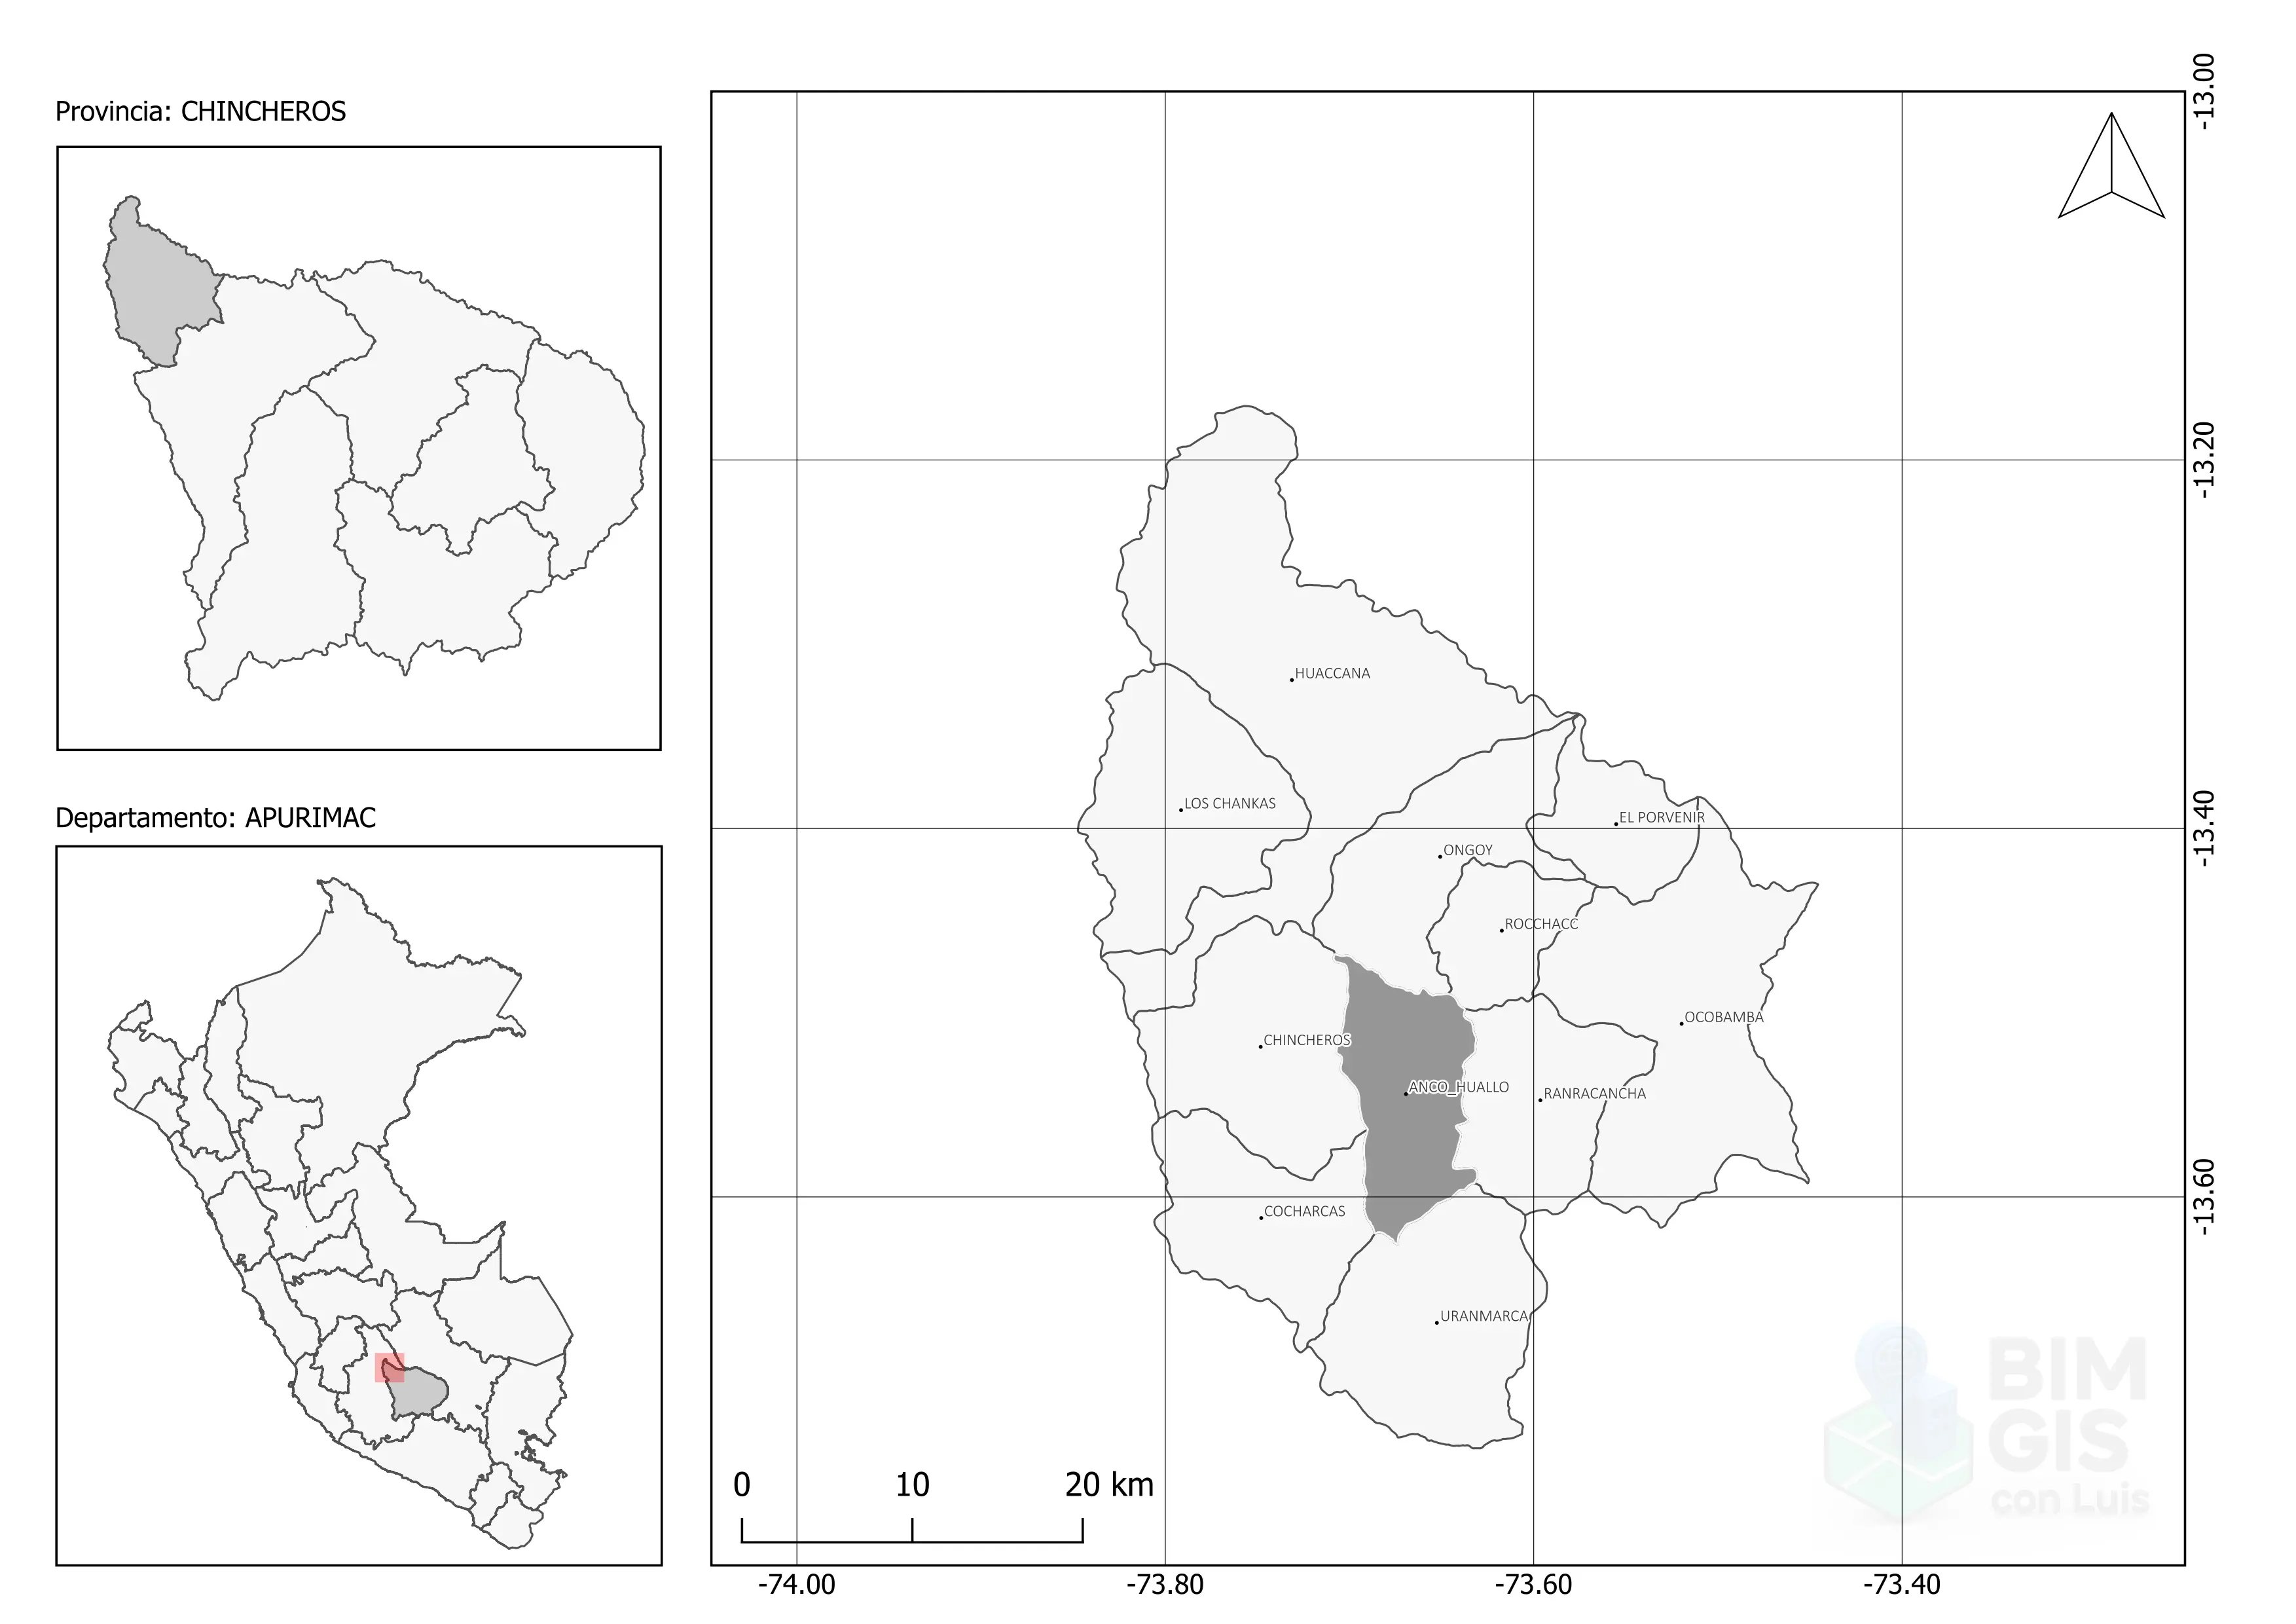 Provincia: CHINCHEROS
Departamento: APURIMAC
HUACCANA
LOS CHANKAS
EL PORVENIR
ONGOY
ROCCHACC
OCOBAMBA
CHINCHEROS
ANCO_HUALLO
RANRACANCHA
COCHARCAS
URANMARCA
-13.00
-13.20
-13.40
-13.60
0 10 20 km
-74.00 -73.80 -73.60 -73.40
BIM
GIS
con Luis